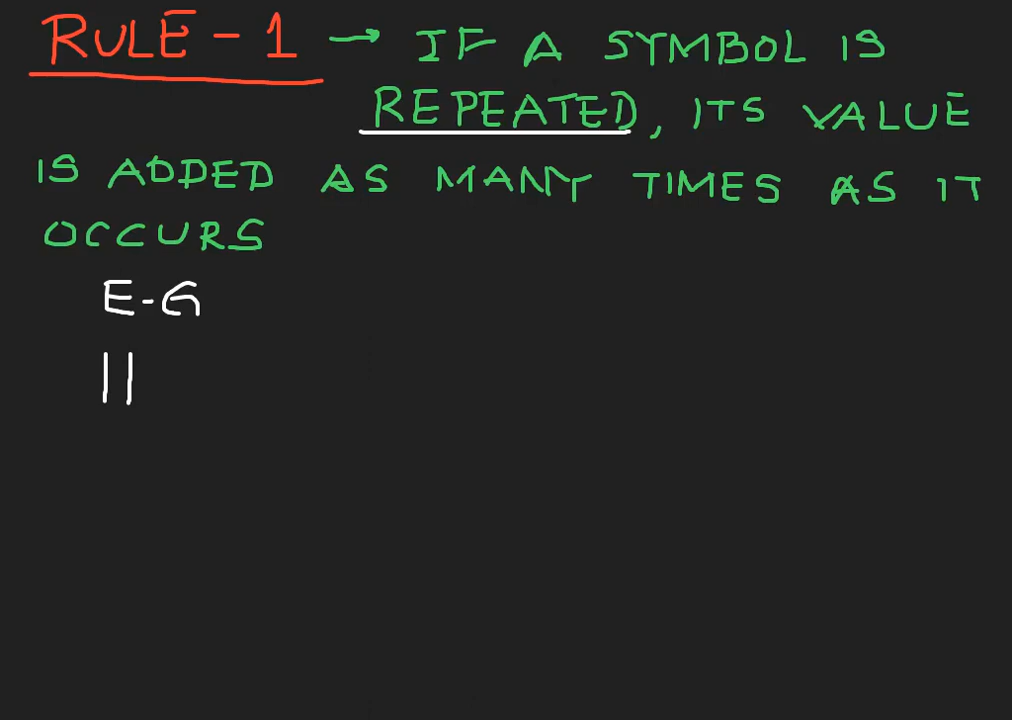 RULE - 1 → IF A SYMBOL IS
REPEATED, ITS VALUE
IS ADDED AS MANY TIMES AS IT
OCCURS
E-G
II